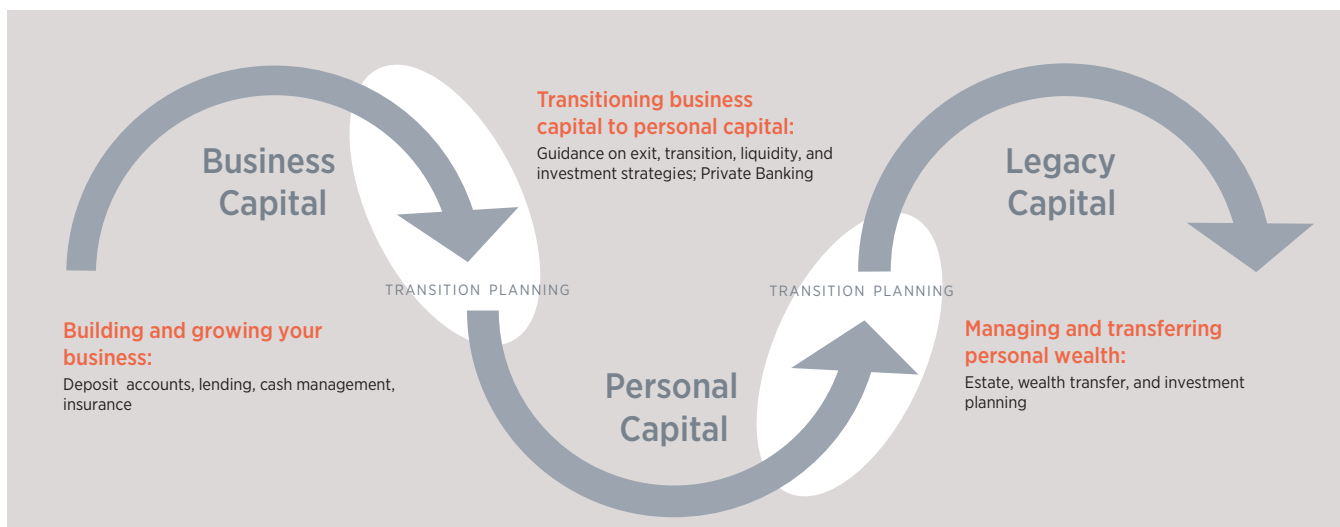 Business
Capital
Building and growing your
business:
Deposit accounts, lending, cash management,
insurance
TRANSITION PLANNING
Transitioning business
capital to personal capital:
Guidance on exit, transition, liquidity, and
investment strategies; Private Banking
Personal
Capital
TRANSITION PLANNING
Legacy
Capital
Managing and transferring
personal wealth:
Estate, wealth transfer, and investment
planning